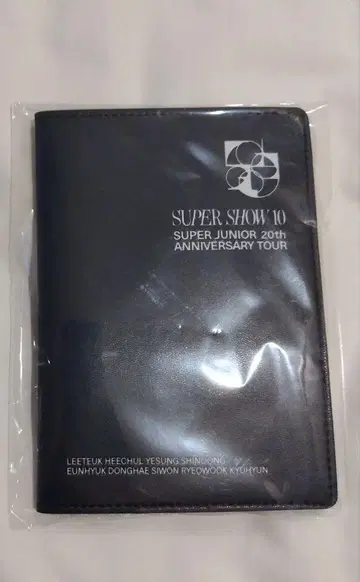 SUPER SHOW 10
SUPER JUNIOR 20th
ANNIVERSARY TOUR
LEETEUK HEECHUL YESUNG SHINDONG
EUNHYUK DONGHAE SIWON RYEOWOOK KYUHYUN